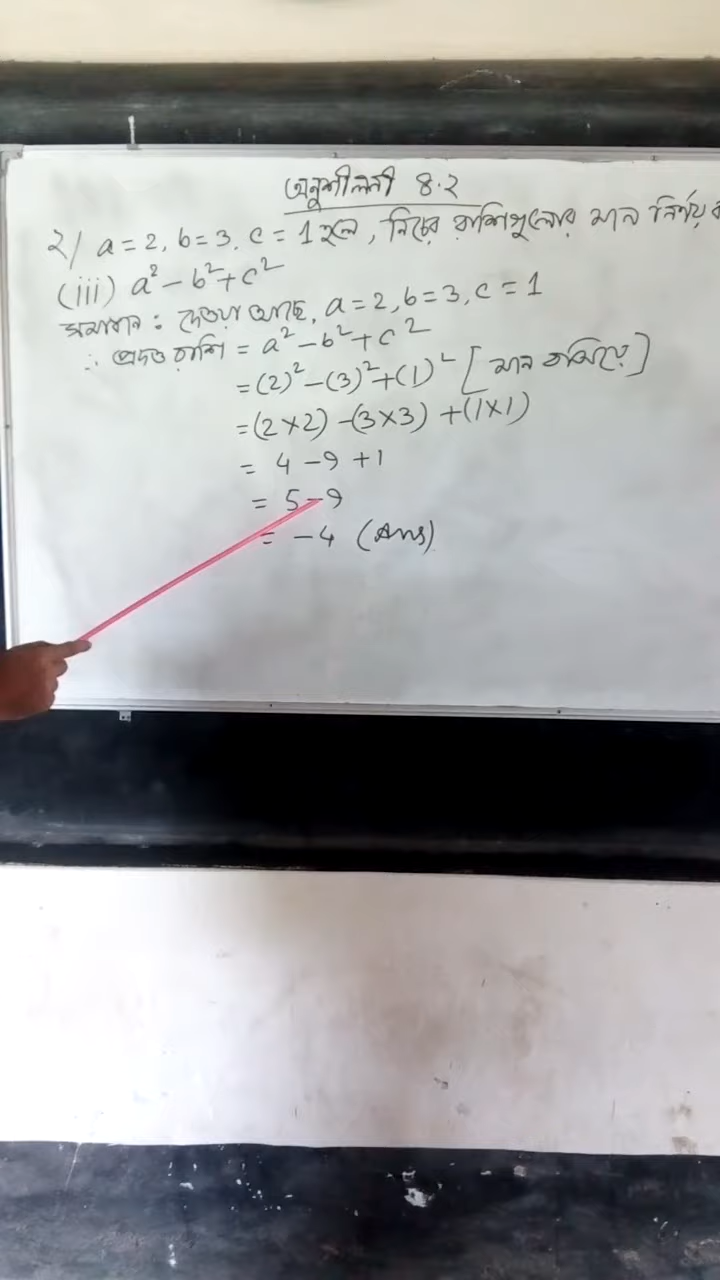 অনুশীলনী ৪.২
২/ a = 2, b = 3, c = 1 হলে, নিচের রাশিগুলোর মান নির্ণয়
(iii) a² - b² + c²
সমাধান : দেওয়া আছে, a = 2, b = 3, c = 1
∴ প্রদত্ত রাশি = a² - b² + c²
= (2)² - (3)² + (1)² [মান বসিয়ে]
= (2×2) - (3×3) + (1×1)
= 4 - 9 + 1
= 5 - 9
= -4 (Ans)